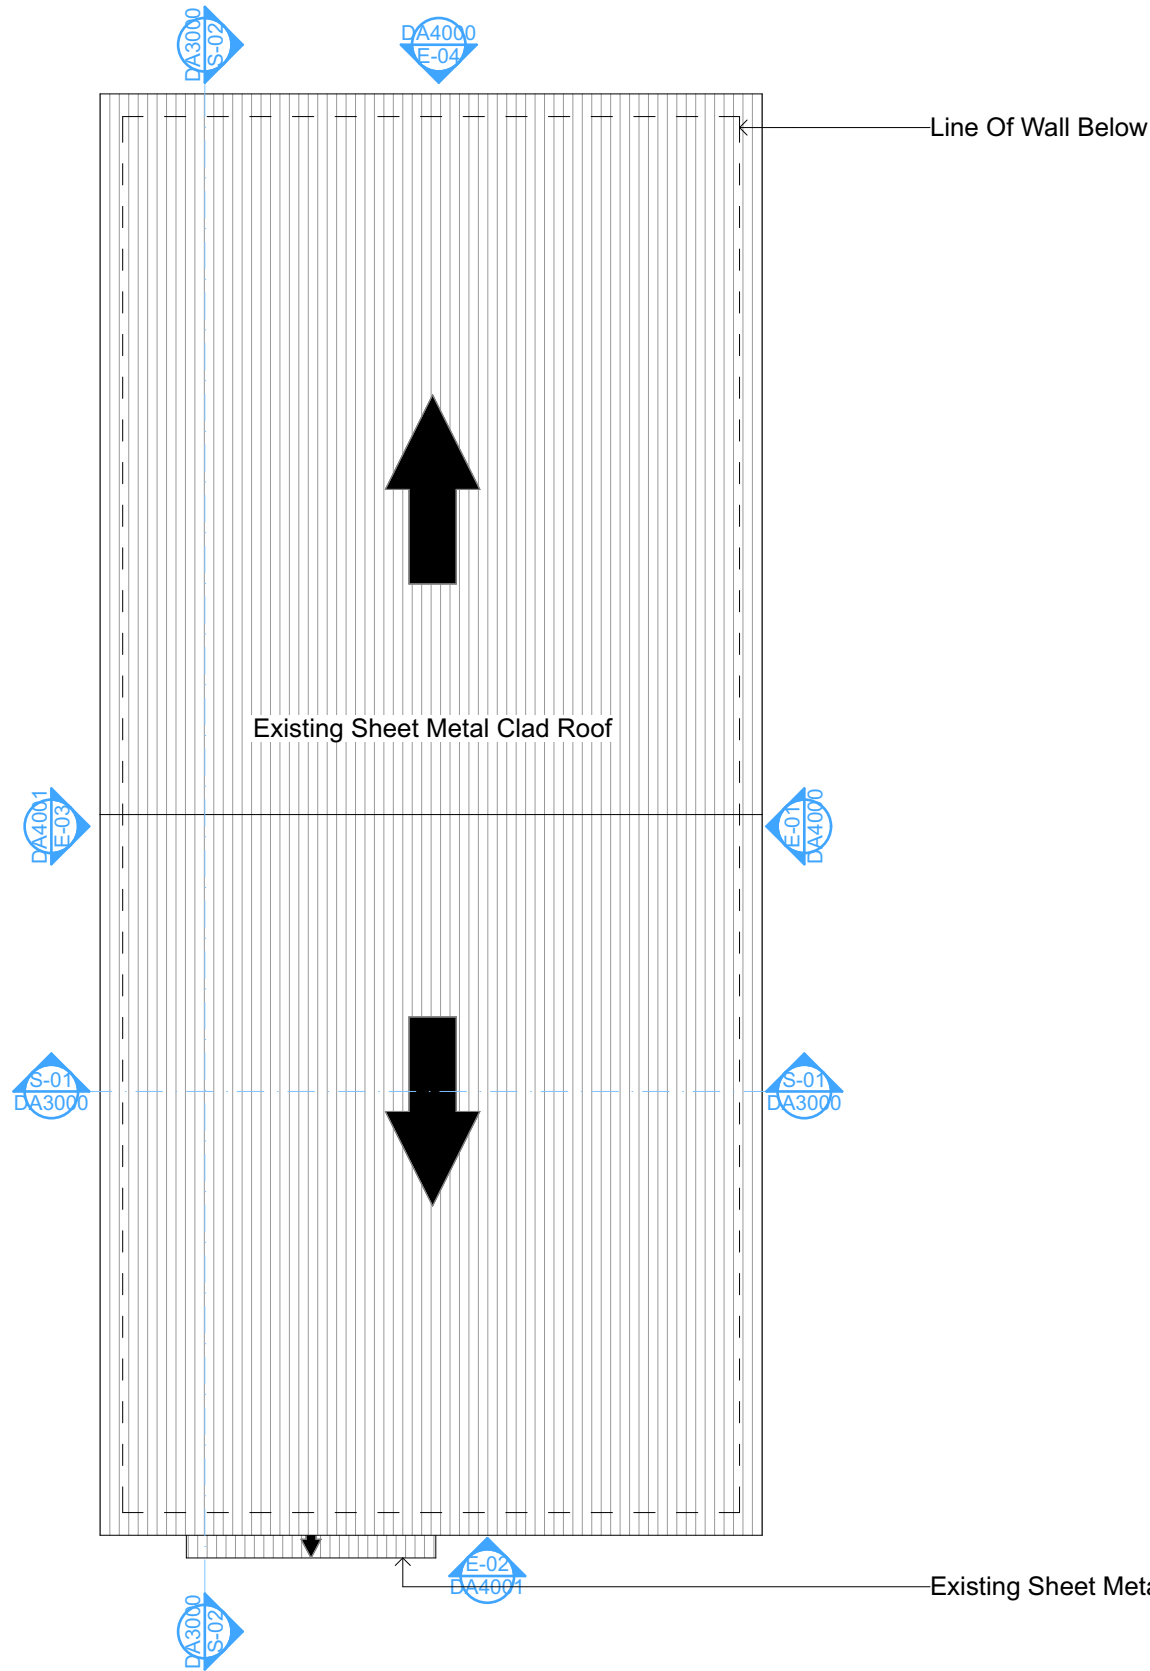 DA3000
S-02
DA4000
E-04
Line Of Wall Below
Existing Sheet Metal Clad Roof
DA4001
E-03
E-01
DA4000
S-01
DA3000
S-01
DA3000
E-02
DA4001
Existing Sheet
DA3000
S-02